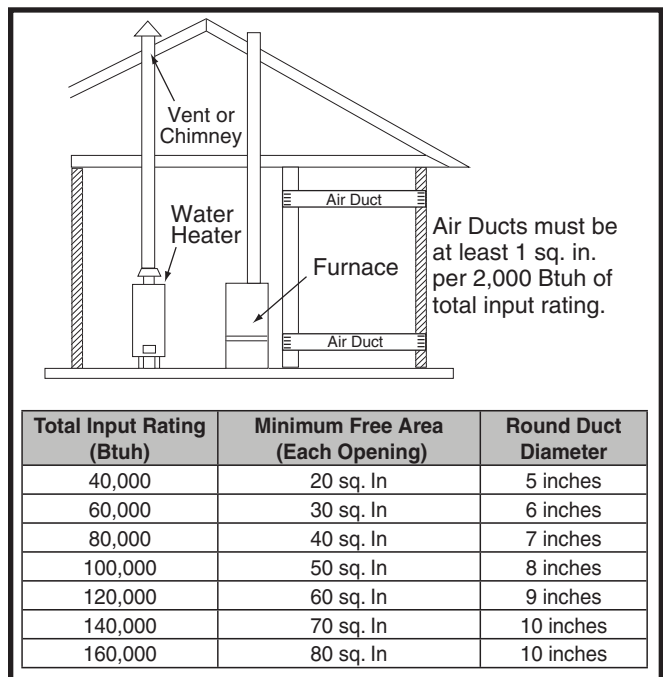 Vent or
Chimney
Water
Heater
Furnace
Air Duct
Air Duct
Air Ducts must be
at least 1 sq. in.
per 2,000 Btuh of
total input rating.
Total Input Rating (Btuh) Minimum Free Area (Each Opening) Round Duct Diameter
40,000 20 sq. In 5 inches
60,000 30 sq. In 6 inches
80,000 40 sq. In 7 inches
100,000 50 sq. In 8 inches
120,000 60 sq. In 9 inches
140,000 70 sq. In 10 inches
160,000 80 sq. In 10 inches